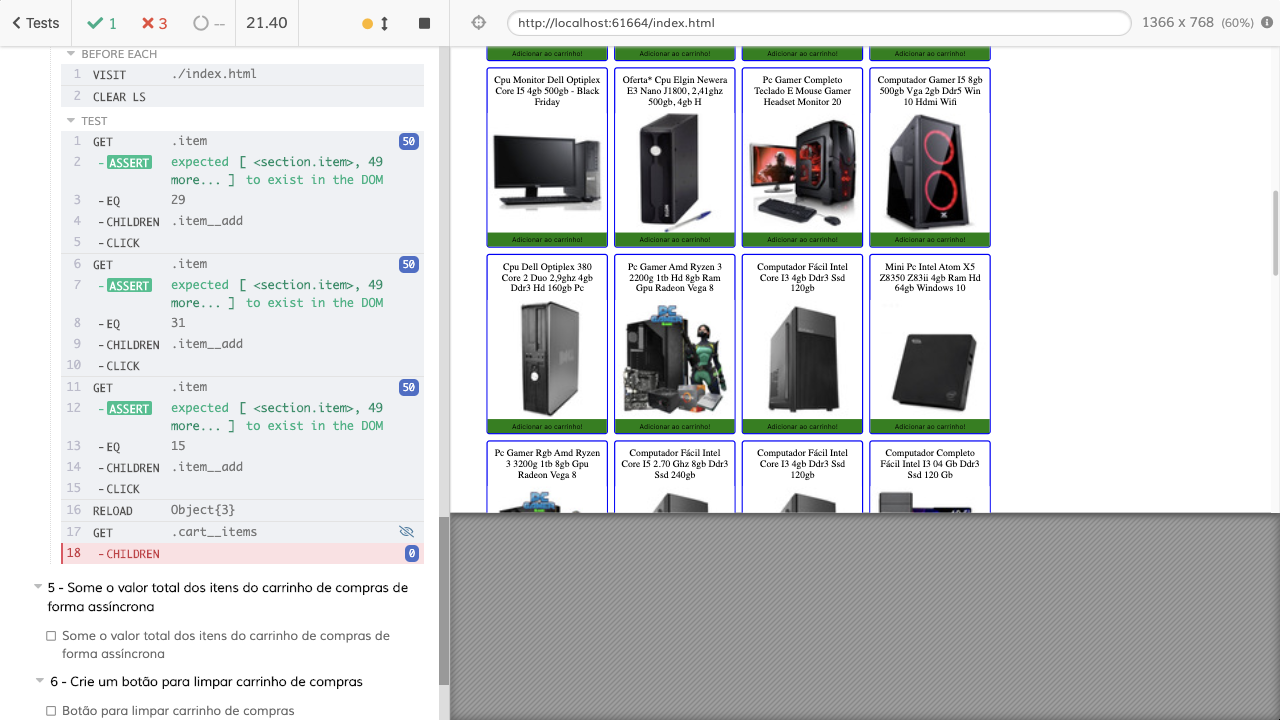 Tests
1
3
--
21.40
http://localhost:61664/index.html
1366 x 768 (60%)
BEFORE EACH
1 VISIT ./index.html
2 CLEAR LS
TEST
1 GET .item 50
2 -ASSERT expected [ <section.item>, 49
more... ] to exist in the DOM
3 -EQ 29
4 -CHILDREN .item__add
5 -CLICK
6 GET .item 50
7 -ASSERT expected [ <section.item>, 49
more... ] to exist in the DOM
8 -EQ 31
9 -CHILDREN .item__add
10 -CLICK
11 GET .item 50
12 -ASSERT expected [ <section.item>, 49
more... ] to exist in the DOM
13 -EQ 15
14 -CHILDREN .item__add
15 -CLICK
16 RELOAD Object{3}
17 GET .cart__items
18 -CHILDREN 0
5 - Some o valor total dos itens do carrinho de compras de
forma assíncrona
Some o valor total dos itens do carrinho de compras de
forma assíncrona
6 - Crie um botão para limpar carrinho de compras
Botão para limpar carrinho de compras
Adicionar ao carrinho!
Adicionar ao carrinho!
Adicionar ao carrinho!
Adicionar ao carrinho!
Cpu Monitor Dell Optiplex
Core I5 4gb 500gb - Black
Friday
Adicionar ao carrinho!
Oferta* Cpu Elgin Newera
E3 Nano J1800, 2,41ghz
500gb, 4gb H
Adicionar ao carrinho!
Pc Gamer Completo
Teclado E Mouse Gamer
Headset Monitor 20
Adicionar ao carrinho!
Computador Gamer I5 8gb
500gb Vga 2gb Ddr5 Win
10 Hdmi Wifi
Adicionar ao carrinho!
Cpu Dell Optiplex 380
Core 2 Duo 2,9ghz 4gb
Ddr3 Hd 160gb Pc
Adicionar ao carrinho!
Pc Gamer Amd Ryzen 3
2200g 1tb Hd 8gb Ram
Gpu Radeon Vega 8
PC
GAMER
Adicionar ao carrinho!
Computador Fácil Intel
Core I3 4gb Ddr3 Ssd
120gb
Adicionar ao carrinho!
Mini Pc Intel Atom X5
Z8350 Z83ii 4gb Ram Hd
64gb Windows 10
Adicionar ao carrinho!
Pc Gamer Rgb Amd Ryzen
3 3200g 1tb 8gb Gpu
Radeon Vega 8
Computador Fácil Intel
Core I5 2.70 Ghz 8gb Ddr3
Ssd 240gb
Computador Fácil Intel
Core I3 4gb Ddr3 Ssd
120gb
Computador Completo
Fácil Intel I3 04 Gb Ddr3
Ssd 120 Gb